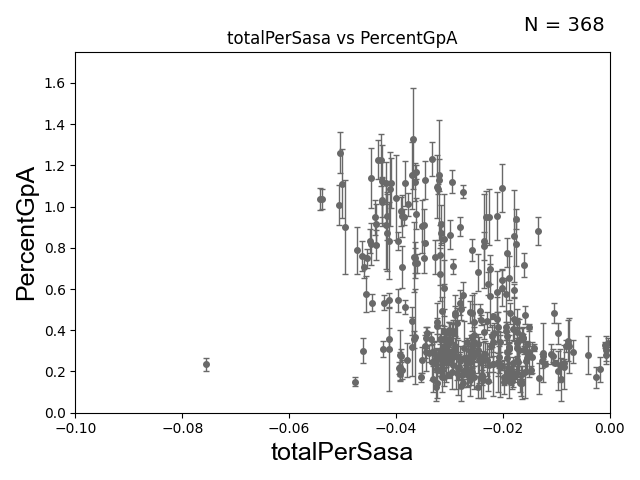 N = 368
totalPerSasa vs PercentGpA
PercentGpA
1.6
1.4
1.2
1.0
0.8
0.6
0.4
0.2
0.0
−0.10 −0.08 −0.06 −0.04 −0.02 0.00
totalPerSasa